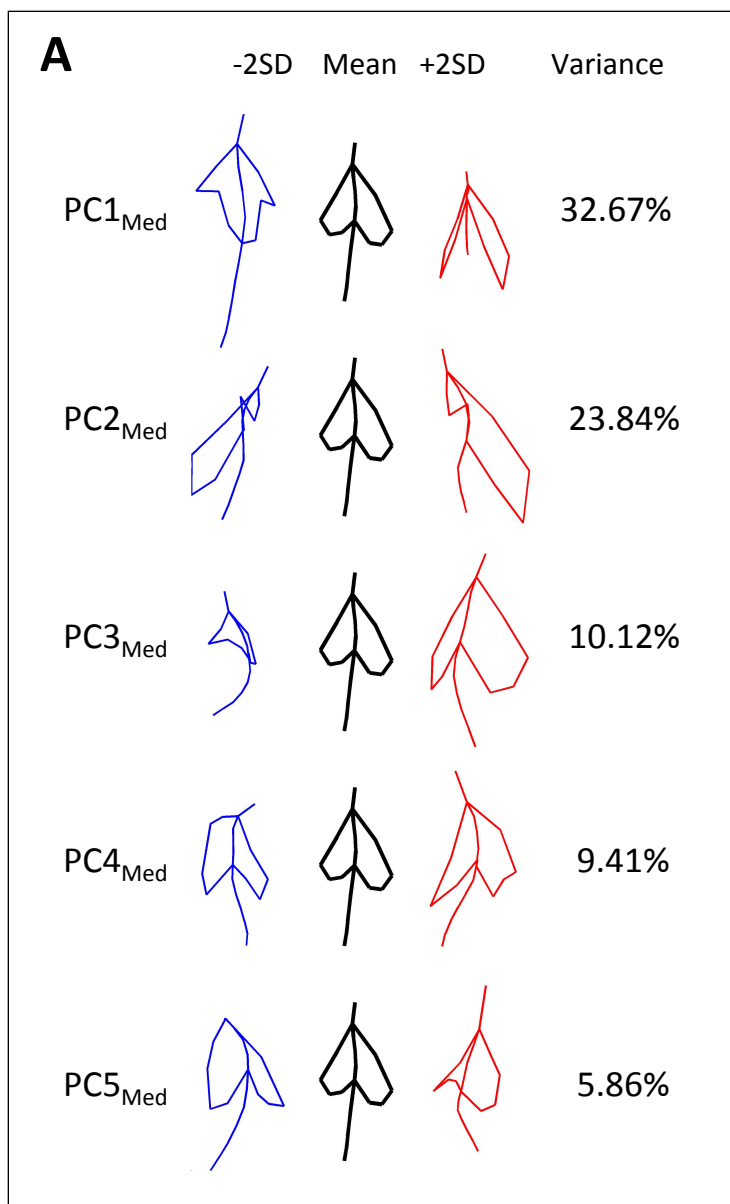 A
-2SD Mean +2SD Variance
PC1Med 32.67%
PC2Med 23.84%
PC3Med 10.12%
PC4Med 9.41%
PC5Med 5.86%